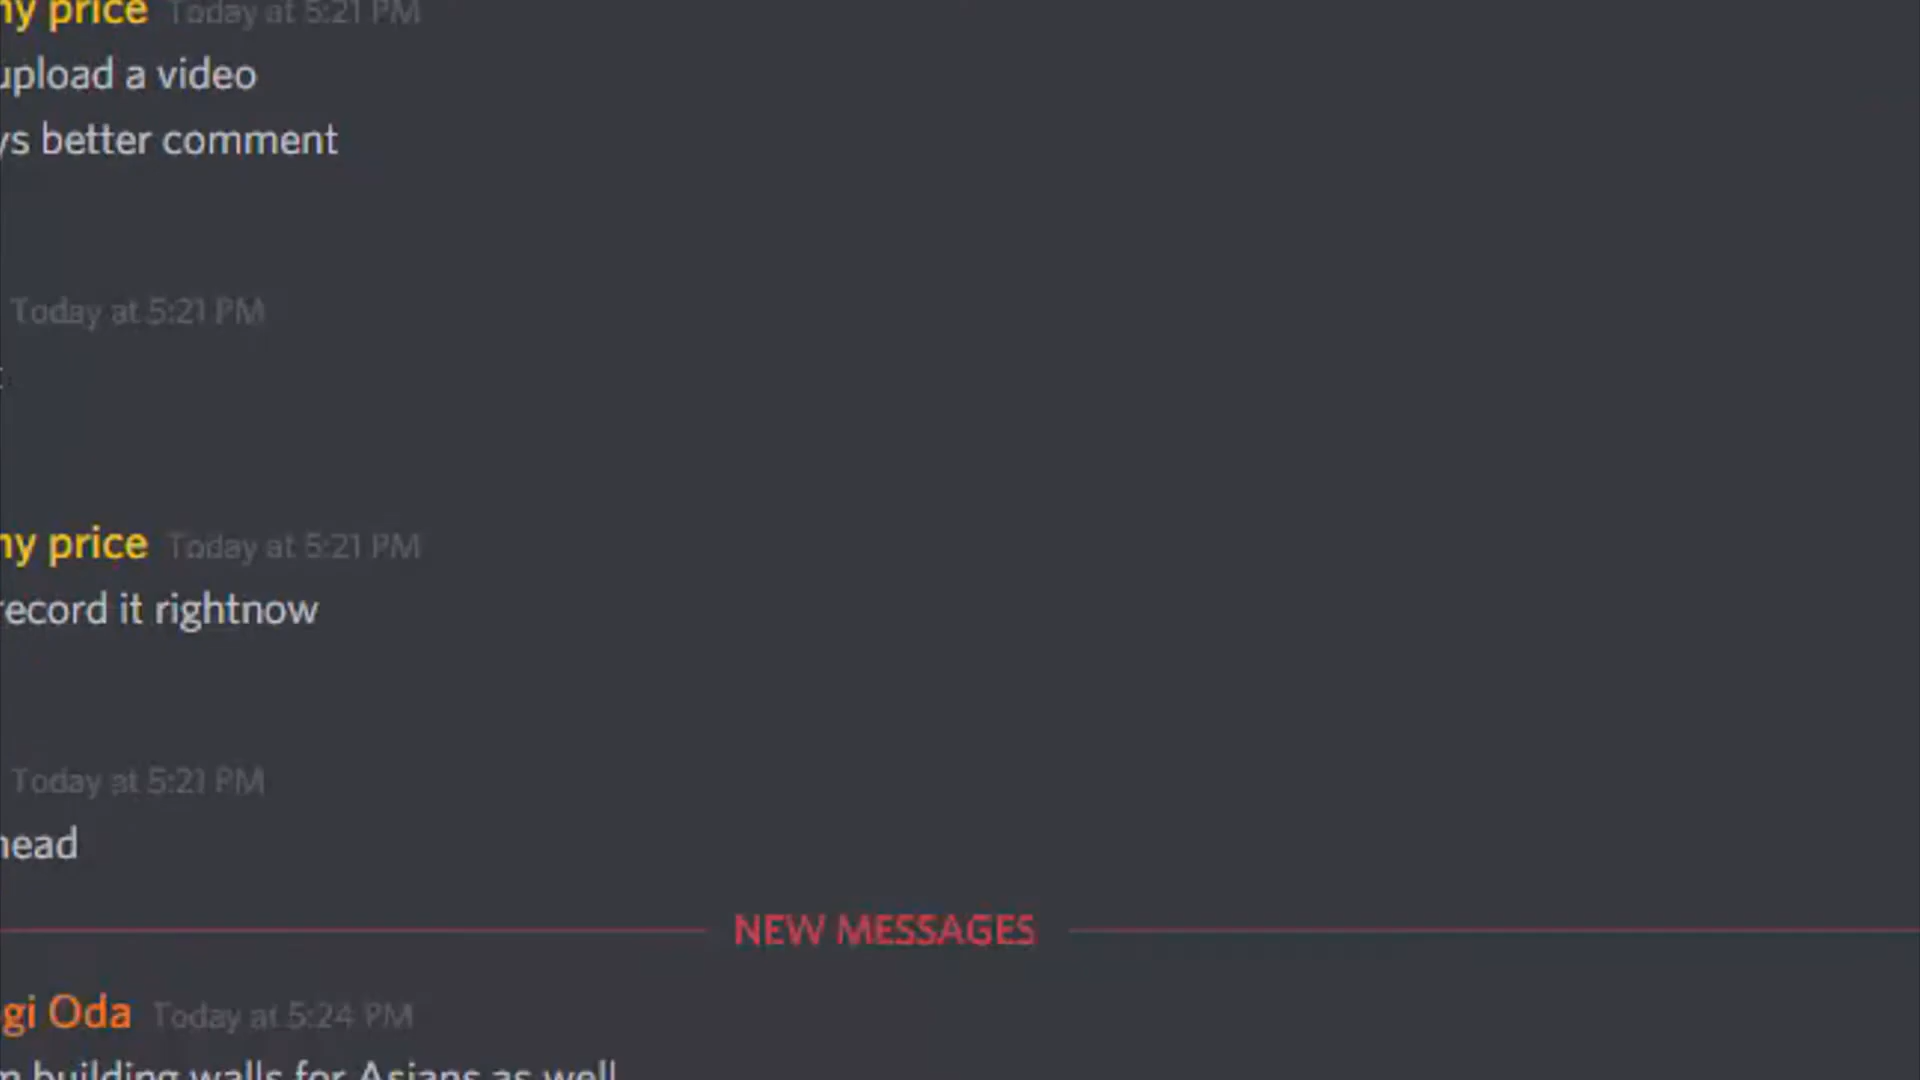 ny price Today at 5:21 PM
upload a video
ys better comment
Today at 5:21 PM
ny price Today at 5:21 PM
record it rightnow
Today at 5:21 PM
head
NEW MESSAGES
gi Oda Today at 5:24 PM
m building walls for Asians as well